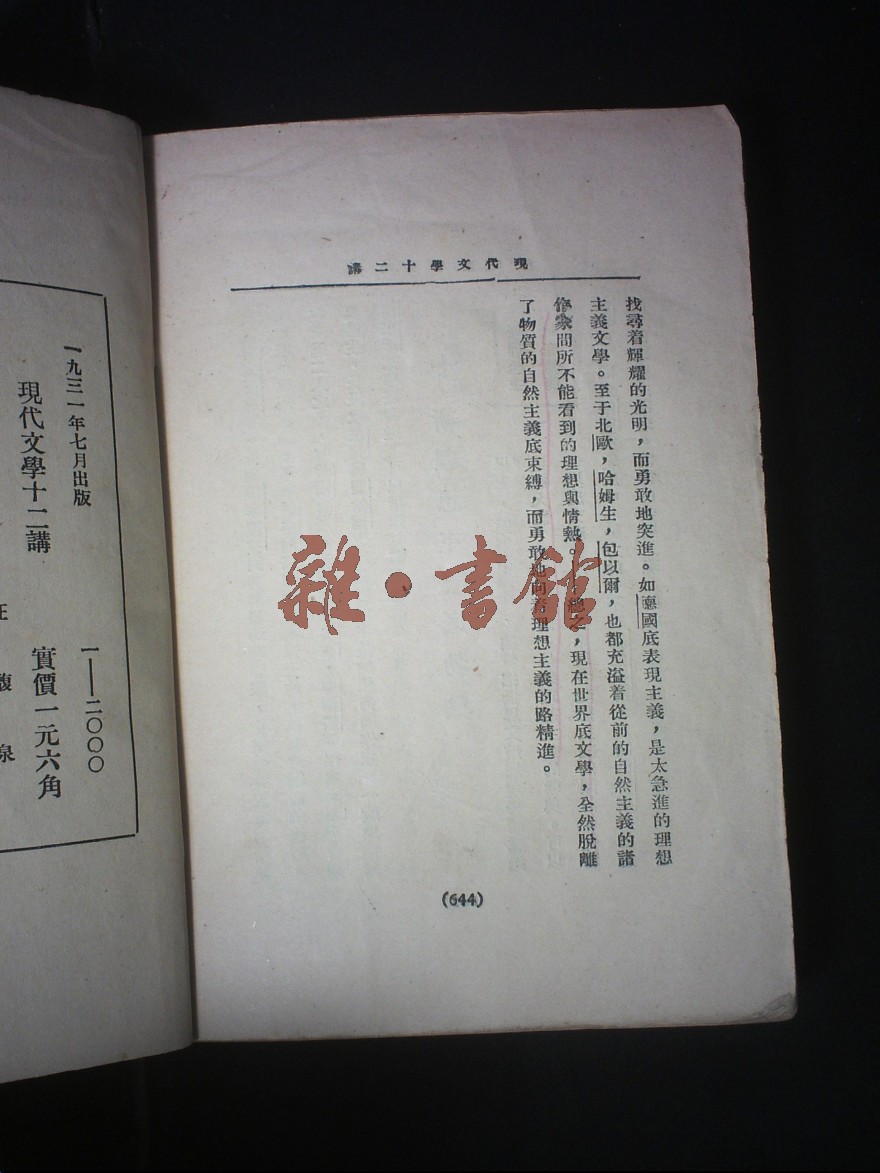 現代文學十二講
找尋着輝耀的光明，而勇敢地突進。如德國底表現主義，是太急進的理想
主義文學。至于北歐，哈姆生，包以爾，也都充溢着從前的自然主義的諸
作家間所不能看到的理想與情熱。，現在世界底文學，全然脫離
了物質的自然主義底束縛，而勇敢地向着理想主義的路精進。
(644)
雜·書館
一九三一年七月出版
一——二〇〇〇
現代文學十二講
實價一元六角
汪馥泉